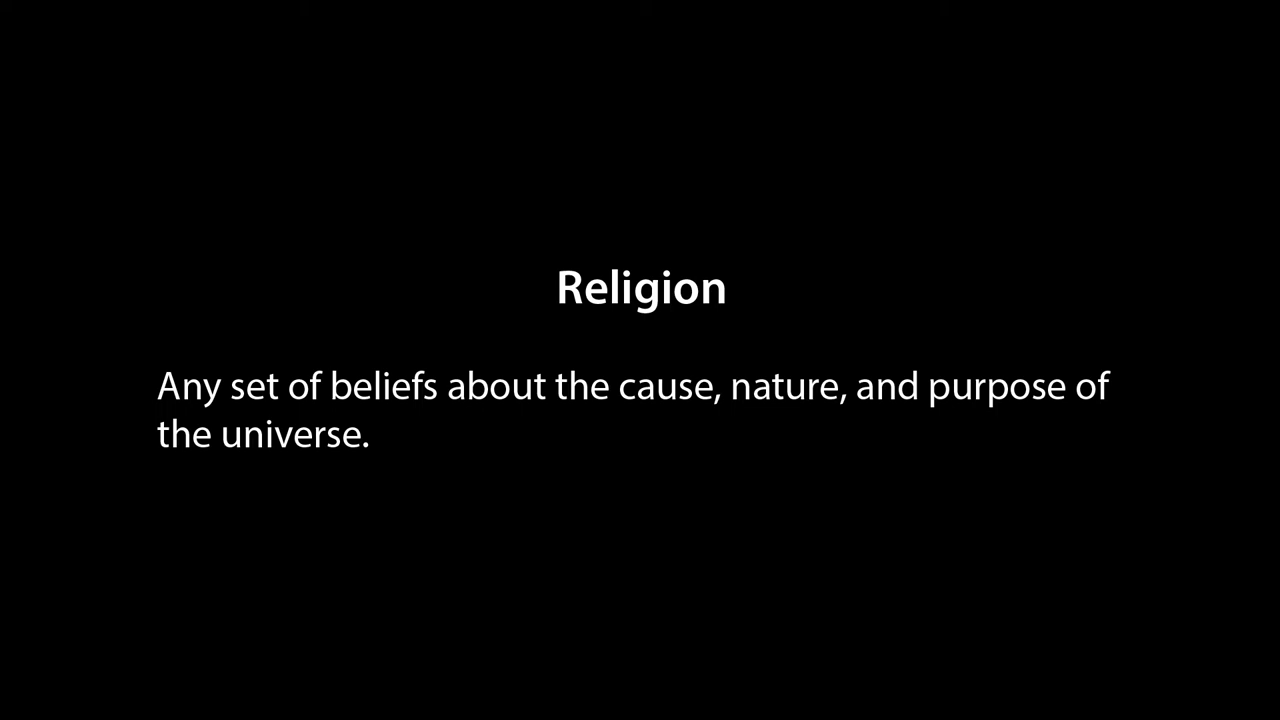 Religion
Any set of beliefs about the cause, nature, and purpose of
the universe.